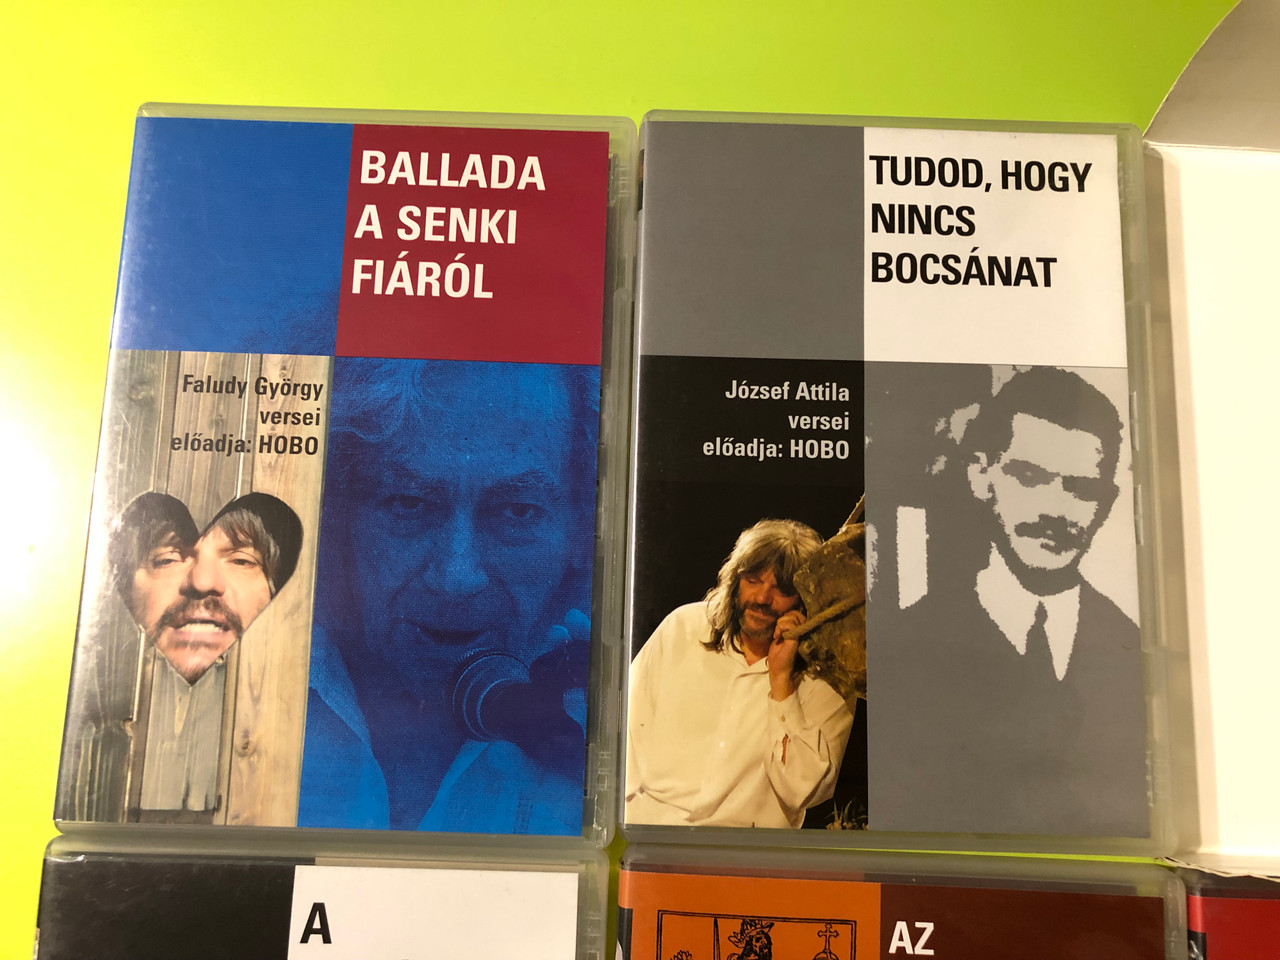 BALLADA
A SENKI
FIÁRÓL
Faludy György
versei
előadja: HOBO
TUDOD, HOGY
NINCS
BOCSÁNAT
József Attila
versei
előadja: HOBO
A
AZ